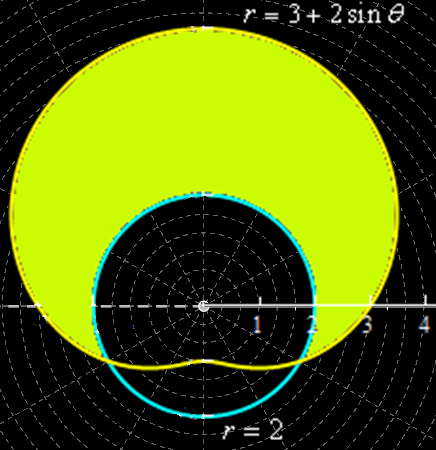 r = 3 + 2 sin θ
1 2 3 4
r = 2